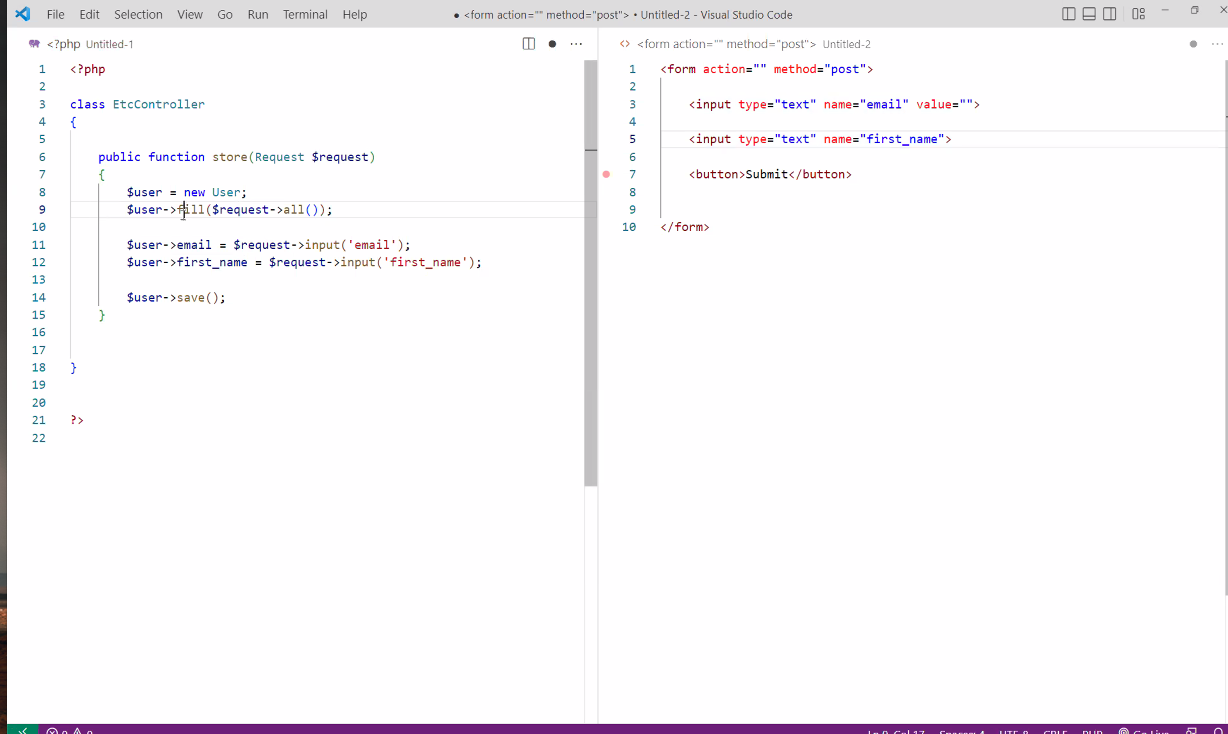 File Edit Selection View Go Run Terminal Help ● <form action="" method="post"> • Untitled-2 - Visual Studio Code
<?php Untitled-1
1 <?php
2
3 class EtcController
4 {
5
6 public function store(Request $request)
7 {
8 $user = new User;
9 $user->fill($request->all());
10
11 $user->email = $request->input('email');
12 $user->first_name = $request->input('first_name');
13
14 $user->save();
15 }
16
17
18 }
19
20
21 ?>
22
<> <form action="" method="post"> Untitled-2
1 <form action="" method="post">
2
3 <input type="text" name="email" value="">
4
5 <input type="text" name="first_name">
6
7 <button>Submit</button>
8
9
10 </form>
0 0 Ln 9, Col 17 Spaces: 4 UTF-8 CRLF PHP Go Live